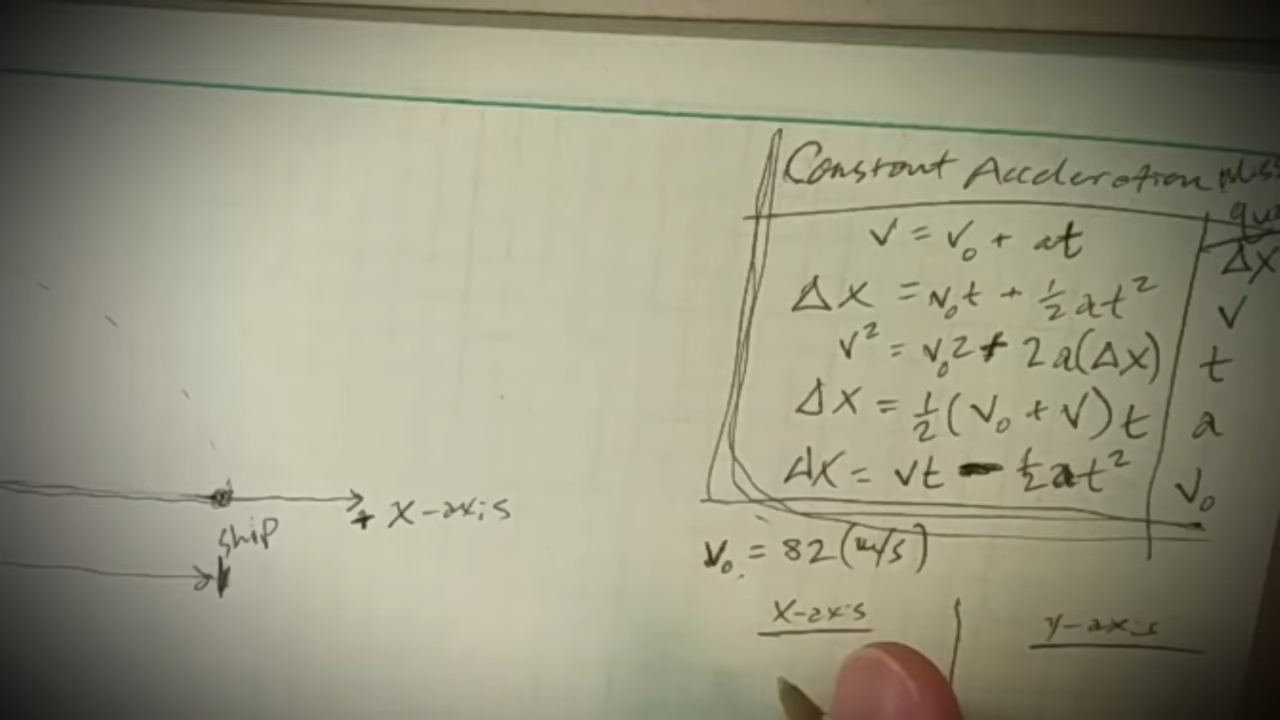 Constant Acceleration
v = v₀ + at Δx
Δx = v₀t + ½at² v
v² = v₀² + 2a(Δx) t
Δx = ½(v₀ + v)t a
Δx = vt - ½at² v₀
ship
+ x-axis
v₀ = 82 (m/s)
x-axis y-axis